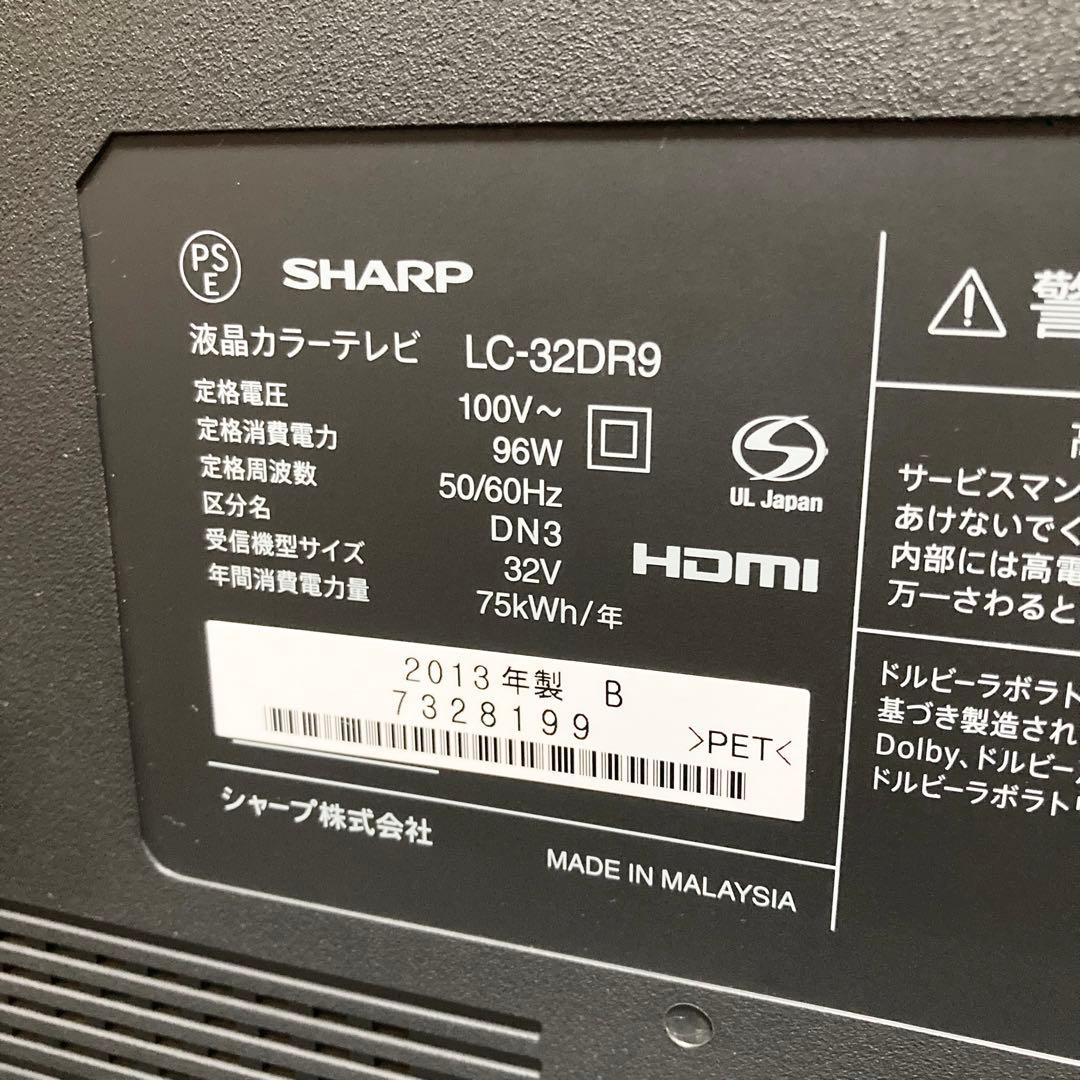 PSE SHARP
液晶カラーテレビ LC-32DR9
定格電圧 100V～
定格消費電力 96W
定格周波数 50/60Hz
区分名 DN3
受信機型サイズ 32V
年間消費電力量 75kWh/年
UL Japan
HDMI
2013年製 B
7328199
>PET<
シャープ株式会社
MADE IN MALAYSIA
警
高
サービスマン
あけないでく
内部には高電
万一さわると
ドルビーラボラト
基づき製造され
Dolby、ドルビー
ドルビーラボラト